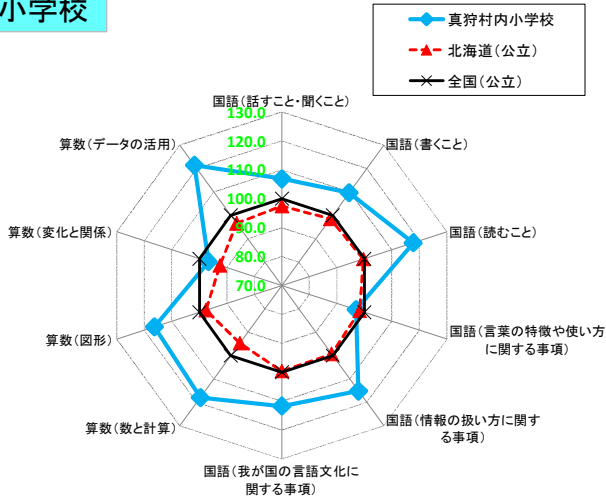 小学校
真狩村内小学校
北海道(公立)
全国(公立)
国語(話すこと・聞くこと)
130.0
120.0
110.0
100.0
90.0
80.0
70.0
国語(書くこと)
国語(読むこと)
国語(言葉の特徴や使い方
に関する事項)
国語(情報の扱い方に関す
る事項)
国語(我が国の言語文化に
関する事項)
算数(数と計算)
算数(図形)
算数(変化と関係)
算数(データの活用)